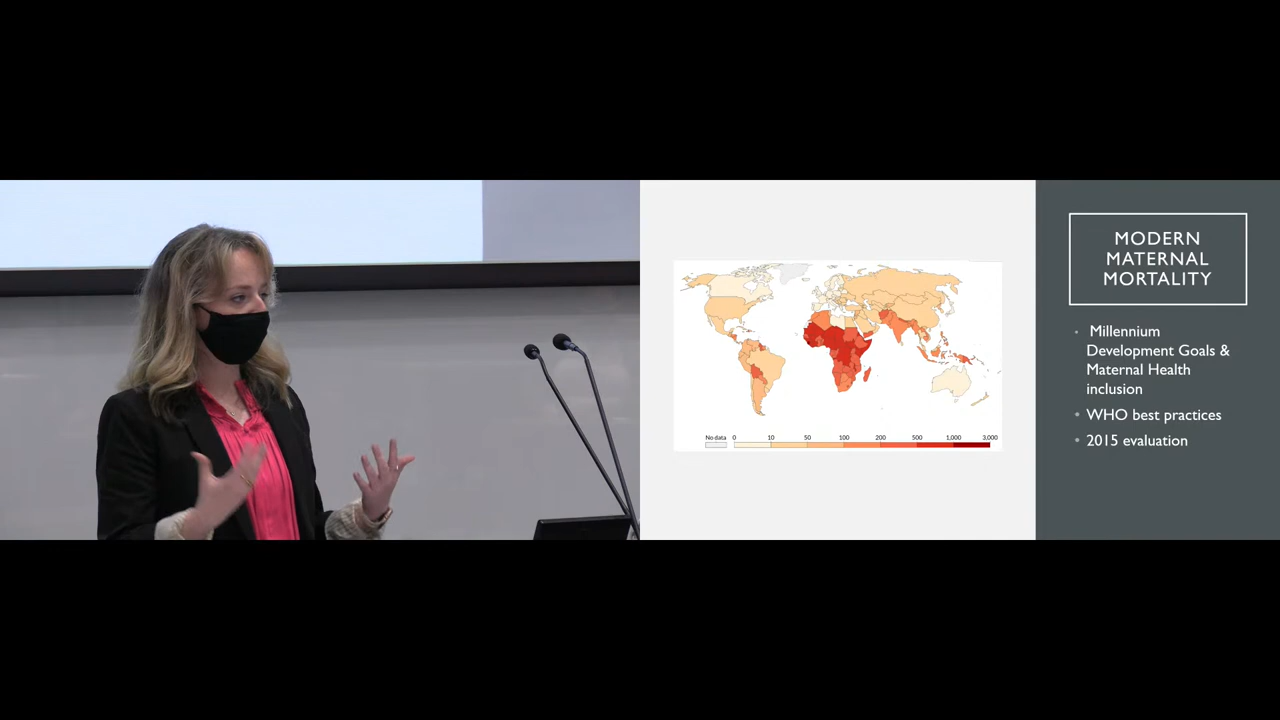 MODERN
MATERNAL
MORTALITY
• Millennium
Development Goals &
Maternal Health
inclusion
• WHO best practices
• 2015 evaluation
No data 0 10 50 100 200 500 1,000 3,000